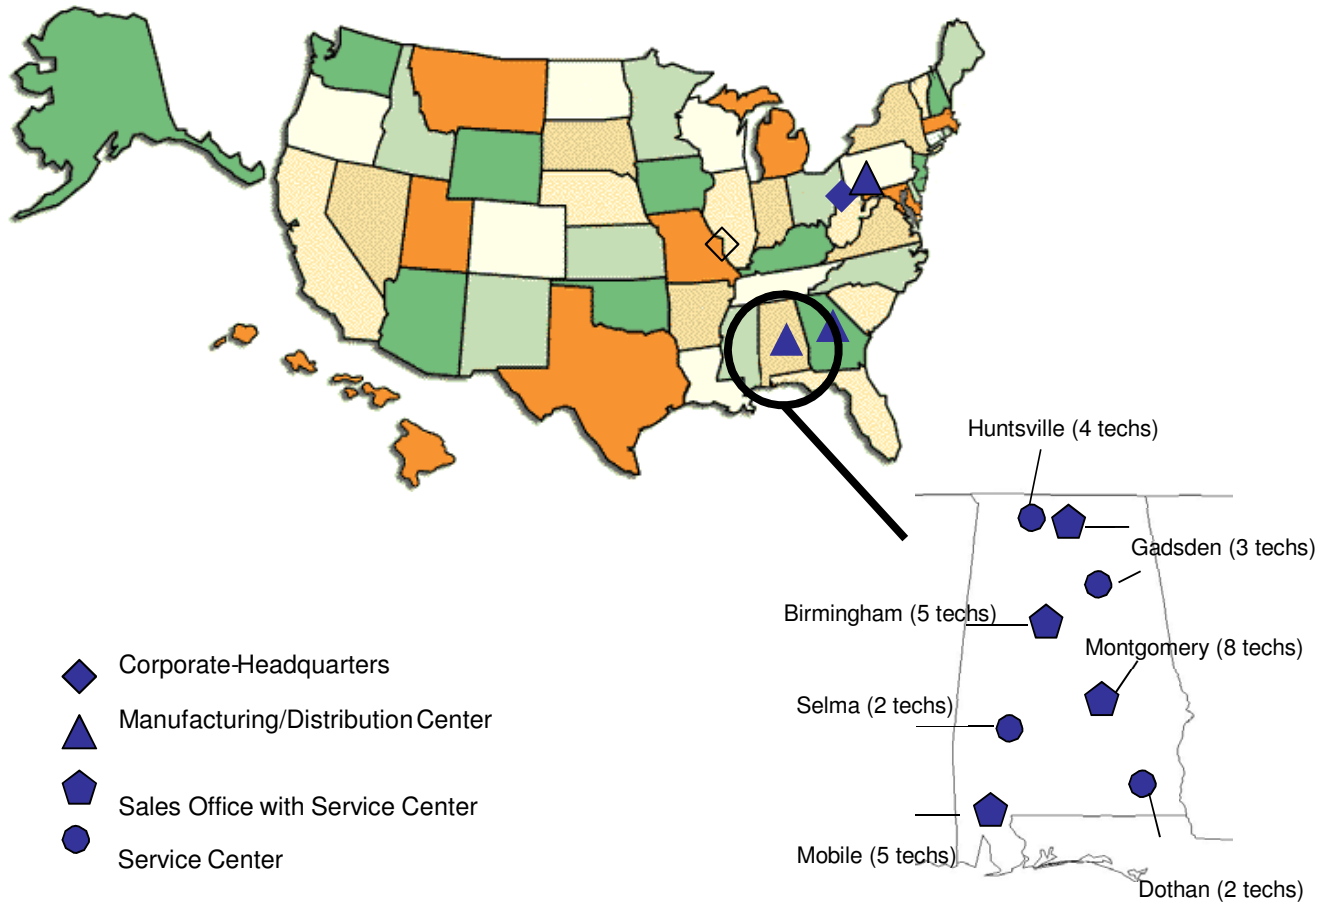 Huntsville (4 techs)
Gadsden (3 techs)
Birmingham (5 techs)
Montgomery (8 techs)
Selma (2 techs)
Mobile (5 techs)
Dothan (2 techs)
Corporate-Headquarters
Manufacturing/Distribution Center
Sales Office with Service Center
Service Center